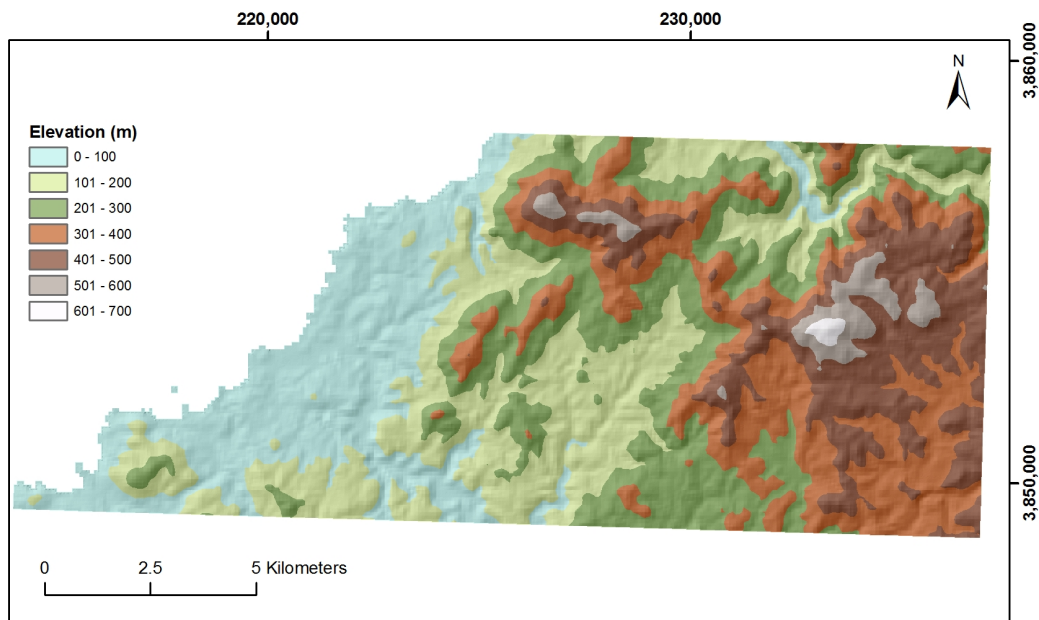 220,000
230,000
3,860,000
N
Elevation (m)
0 - 100
101 - 200
201 - 300
301 - 400
401 - 500
501 - 600
601 - 700
3,850,000
0
2.5
5 Kilometers